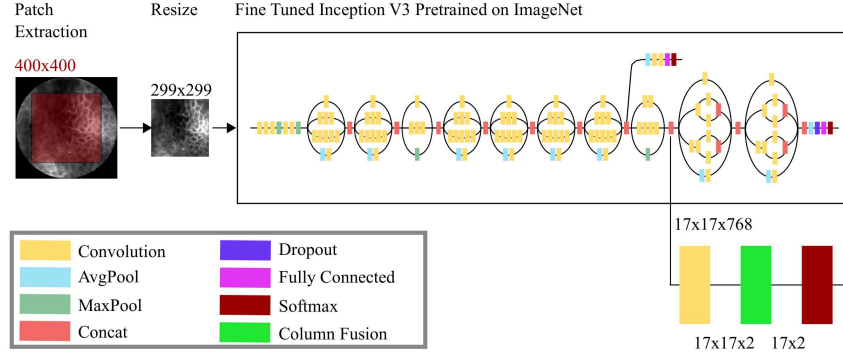 Patch Extraction
Resize
Fine Tuned Inception V3 Pretrained on ImageNet
400x400
299x299
17x17x768
Convolution
AvgPool
MaxPool
Concat
Dropout
Fully Connected
Softmax
Column Fusion
17x17x2
17x2